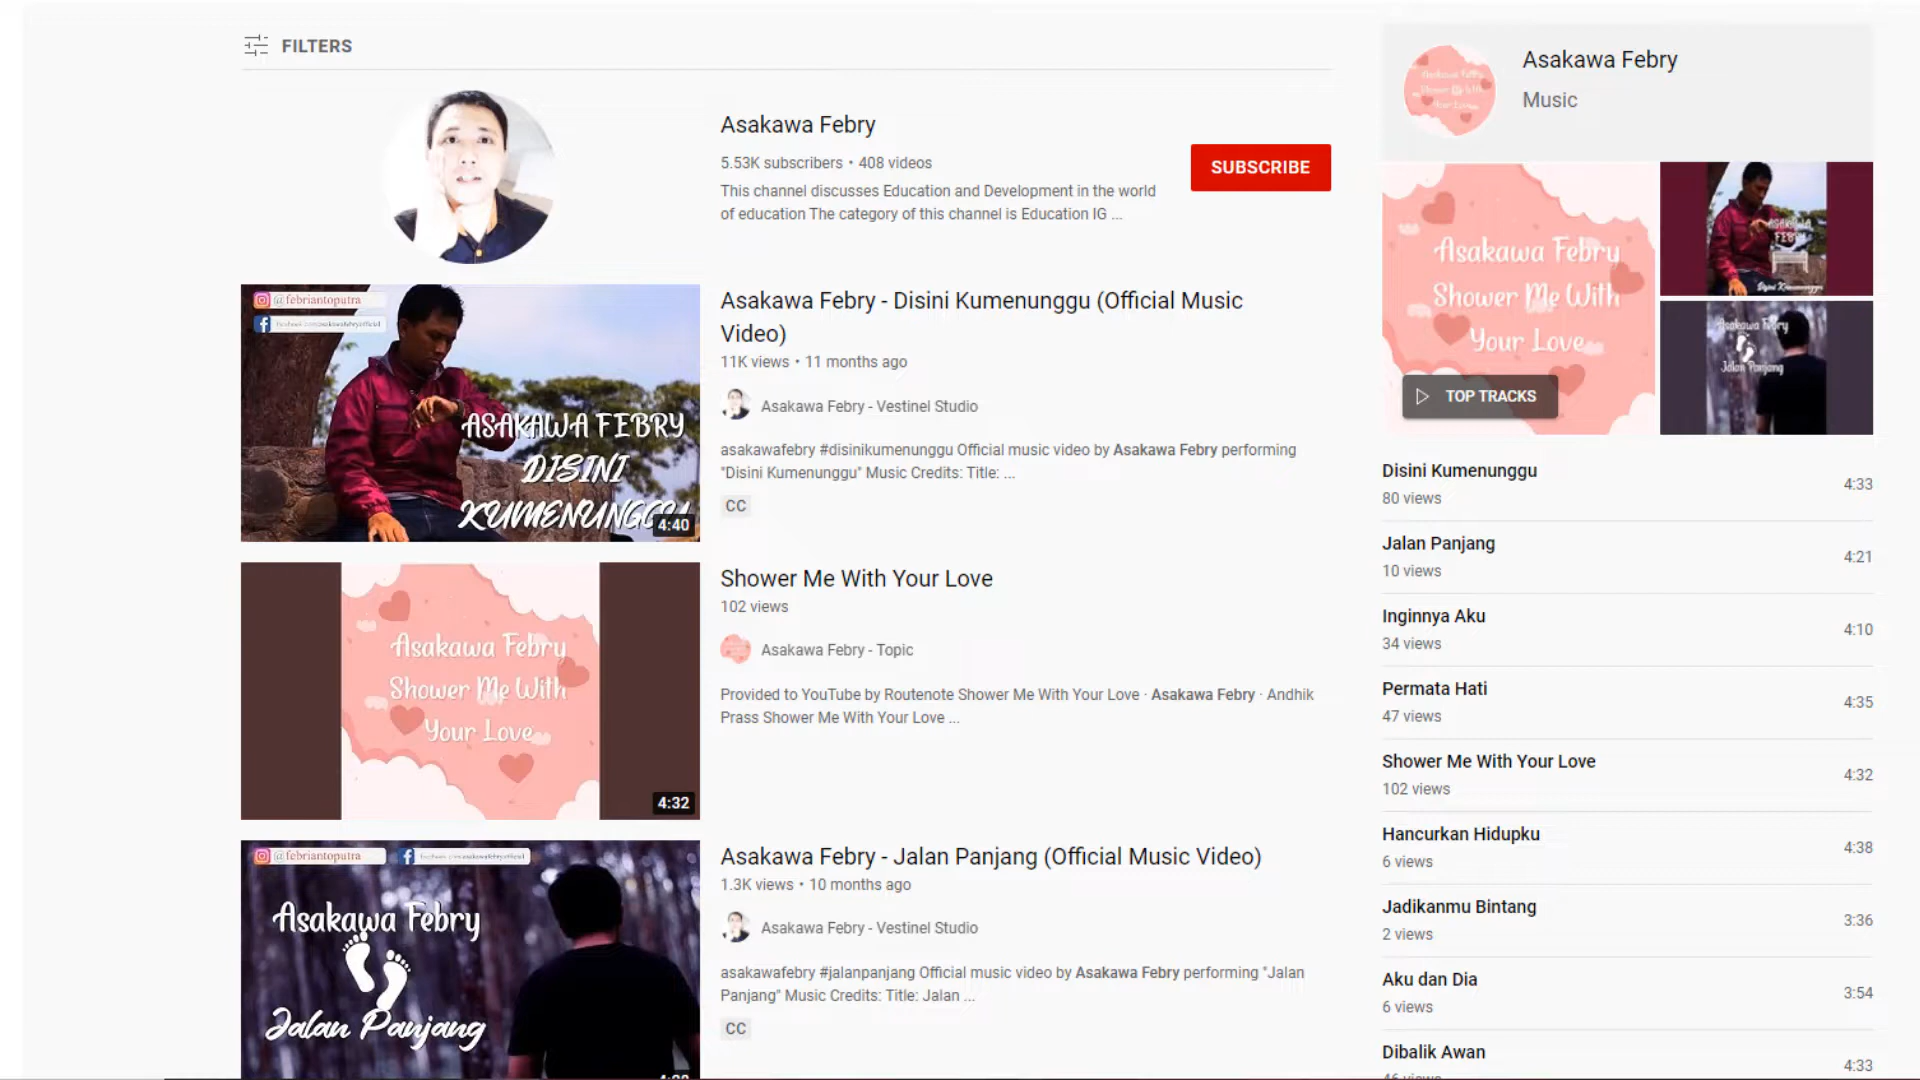 FILTERS
Asakawa Febry
5.53K subscribers • 408 videos
This channel discusses Education and Development in the world
of education The category of this channel is Education IG ...
SUBSCRIBE
@febriantoputra
ASAKAWA FEBRY
DISINI
KUMENUNGGU
4:40
Asakawa Febry - Disini Kumenunggu (Official Music
Video)
11K views • 11 months ago
Asakawa Febry - Vestinel Studio
asakawafebry #disinikumenunggu Official music video by Asakawa Febry performing
"Disini Kumenunggu" Music Credits: Title: ...
CC
Asakawa Febry
Shower Me With
Your Love
4:32
Shower Me With Your Love
102 views
Asakawa Febry - Topic
Provided to YouTube by Routenote Shower Me With Your Love · Asakawa Febry · Andhik
Prass Shower Me With Your Love ...
@febriantoputra
Asakawa Febry
Jalan Panjang
Asakawa Febry - Jalan Panjang (Official Music Video)
1.3K views • 10 months ago
Asakawa Febry - Vestinel Studio
asakawafebry #jalanpanjang Official music video by Asakawa Febry performing "Jalan
Panjang" Music Credits: Title: Jalan ...
CC
Asakawa Febry
Music
Asakawa Febry
Shower Me With
Your Love
TOP TRACKS
ASAKAWA
FEBRY
Disini Kumenunggu
Asakawa Febry
Jalan Panjang
Disini Kumenunggu
80 views
4:33
Jalan Panjang
10 views
4:21
Inginnya Aku
34 views
4:10
Permata Hati
47 views
4:35
Shower Me With Your Love
102 views
4:32
Hancurkan Hidupku
6 views
4:38
Jadikanmu Bintang
2 views
3:36
Aku dan Dia
6 views
3:54
Dibalik Awan
46 views
4:33